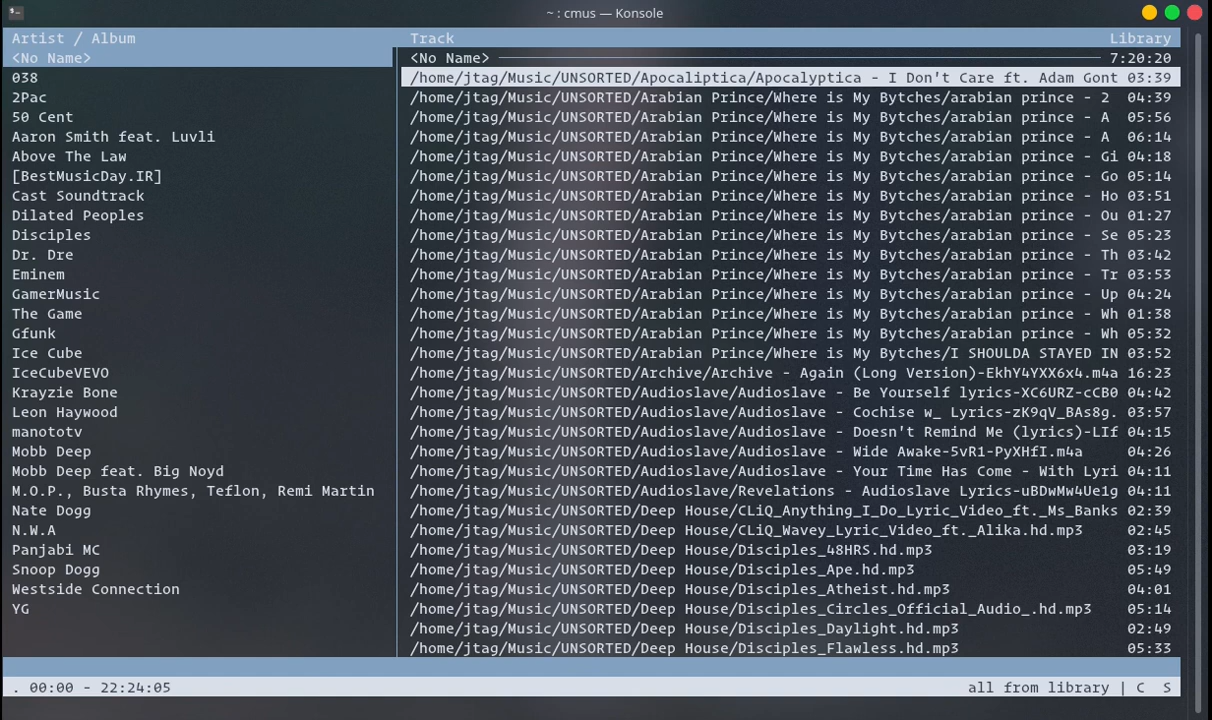 ~ : cmus — Konsole
Artist / Album
Track Library
<No Name>
038
2Pac
50 Cent
Aaron Smith feat. Luvli
Above The Law
[BestMusicDay.IR]
Cast Soundtrack
Dilated Peoples
Disciples
Dr. Dre
Eminem
GamerMusic
The Game
Gfunk
Ice Cube
IceCubeVEVO
Krayzie Bone
Leon Haywood
manototv
Mobb Deep
Mobb Deep feat. Big Noyd
M.O.P., Busta Rhymes, Teflon, Remi Martin
Nate Dogg
N.W.A
Panjabi MC
Snoop Dogg
Westside Connection
YG
<No Name> 7:20:20
/home/jtag/Music/UNSORTED/Apocaliptica/Apocalyptica - I Don't Care ft. Adam Gont 03:39
/home/jtag/Music/UNSORTED/Arabian Prince/Where is My Bytches/arabian prince - 2 04:39
/home/jtag/Music/UNSORTED/Arabian Prince/Where is My Bytches/arabian prince - A 05:56
/home/jtag/Music/UNSORTED/Arabian Prince/Where is My Bytches/arabian prince - A 06:14
/home/jtag/Music/UNSORTED/Arabian Prince/Where is My Bytches/arabian prince - Gi 04:18
/home/jtag/Music/UNSORTED/Arabian Prince/Where is My Bytches/arabian prince - Go 05:14
/home/jtag/Music/UNSORTED/Arabian Prince/Where is My Bytches/arabian prince - Ho 03:51
/home/jtag/Music/UNSORTED/Arabian Prince/Where is My Bytches/arabian prince - Ou 01:27
/home/jtag/Music/UNSORTED/Arabian Prince/Where is My Bytches/arabian prince - Se 05:23
/home/jtag/Music/UNSORTED/Arabian Prince/Where is My Bytches/arabian prince - Th 03:42
/home/jtag/Music/UNSORTED/Arabian Prince/Where is My Bytches/arabian prince - Tr 03:53
/home/jtag/Music/UNSORTED/Arabian Prince/Where is My Bytches/arabian prince - Up 04:24
/home/jtag/Music/UNSORTED/Arabian Prince/Where is My Bytches/arabian prince - Wh 01:38
/home/jtag/Music/UNSORTED/Arabian Prince/Where is My Bytches/arabian prince - Wh 05:32
/home/jtag/Music/UNSORTED/Arabian Prince/Where is My Bytches/I SHOULDA STAYED IN 03:52
/home/jtag/Music/UNSORTED/Archive/Archive - Again (Long Version)-EkhY4YXX6x4.m4a 16:23
/home/jtag/Music/UNSORTED/Audioslave/Audioslave - Be Yourself lyrics-XC6URZ-cCB0 04:42
/home/jtag/Music/UNSORTED/Audioslave/Audioslave - Cochise w_ Lyrics-zK9qV_BAs8g. 03:57
/home/jtag/Music/UNSORTED/Audioslave/Audioslave - Doesn't Remind Me (lyrics)-LIf 04:15
/home/jtag/Music/UNSORTED/Audioslave/Audioslave - Wide Awake-5vR1-PyXHfI.m4a 04:26
/home/jtag/Music/UNSORTED/Audioslave/Audioslave - Your Time Has Come - With Lyri 04:11
/home/jtag/Music/UNSORTED/Audioslave/Revelations - Audioslave Lyrics-uBDwMw4Ue1g 04:11
/home/jtag/Music/UNSORTED/Deep House/CLiQ_Anything_I_Do_Lyric_Video_ft._Ms_Banks 02:39
/home/jtag/Music/UNSORTED/Deep House/CLiQ_Wavey_Lyric_Video_ft._Alika.hd.mp3 02:45
/home/jtag/Music/UNSORTED/Deep House/Disciples_48HRS.hd.mp3 03:19
/home/jtag/Music/UNSORTED/Deep House/Disciples_Ape.hd.mp3 05:49
/home/jtag/Music/UNSORTED/Deep House/Disciples_Atheist.hd.mp3 04:01
/home/jtag/Music/UNSORTED/Deep House/Disciples_Circles_Official_Audio_.hd.mp3 05:14
/home/jtag/Music/UNSORTED/Deep House/Disciples_Daylight.hd.mp3 02:49
/home/jtag/Music/UNSORTED/Deep House/Disciples_Flawless.hd.mp3 05:33
. 00:00 - 22:24:05 all from library | C S